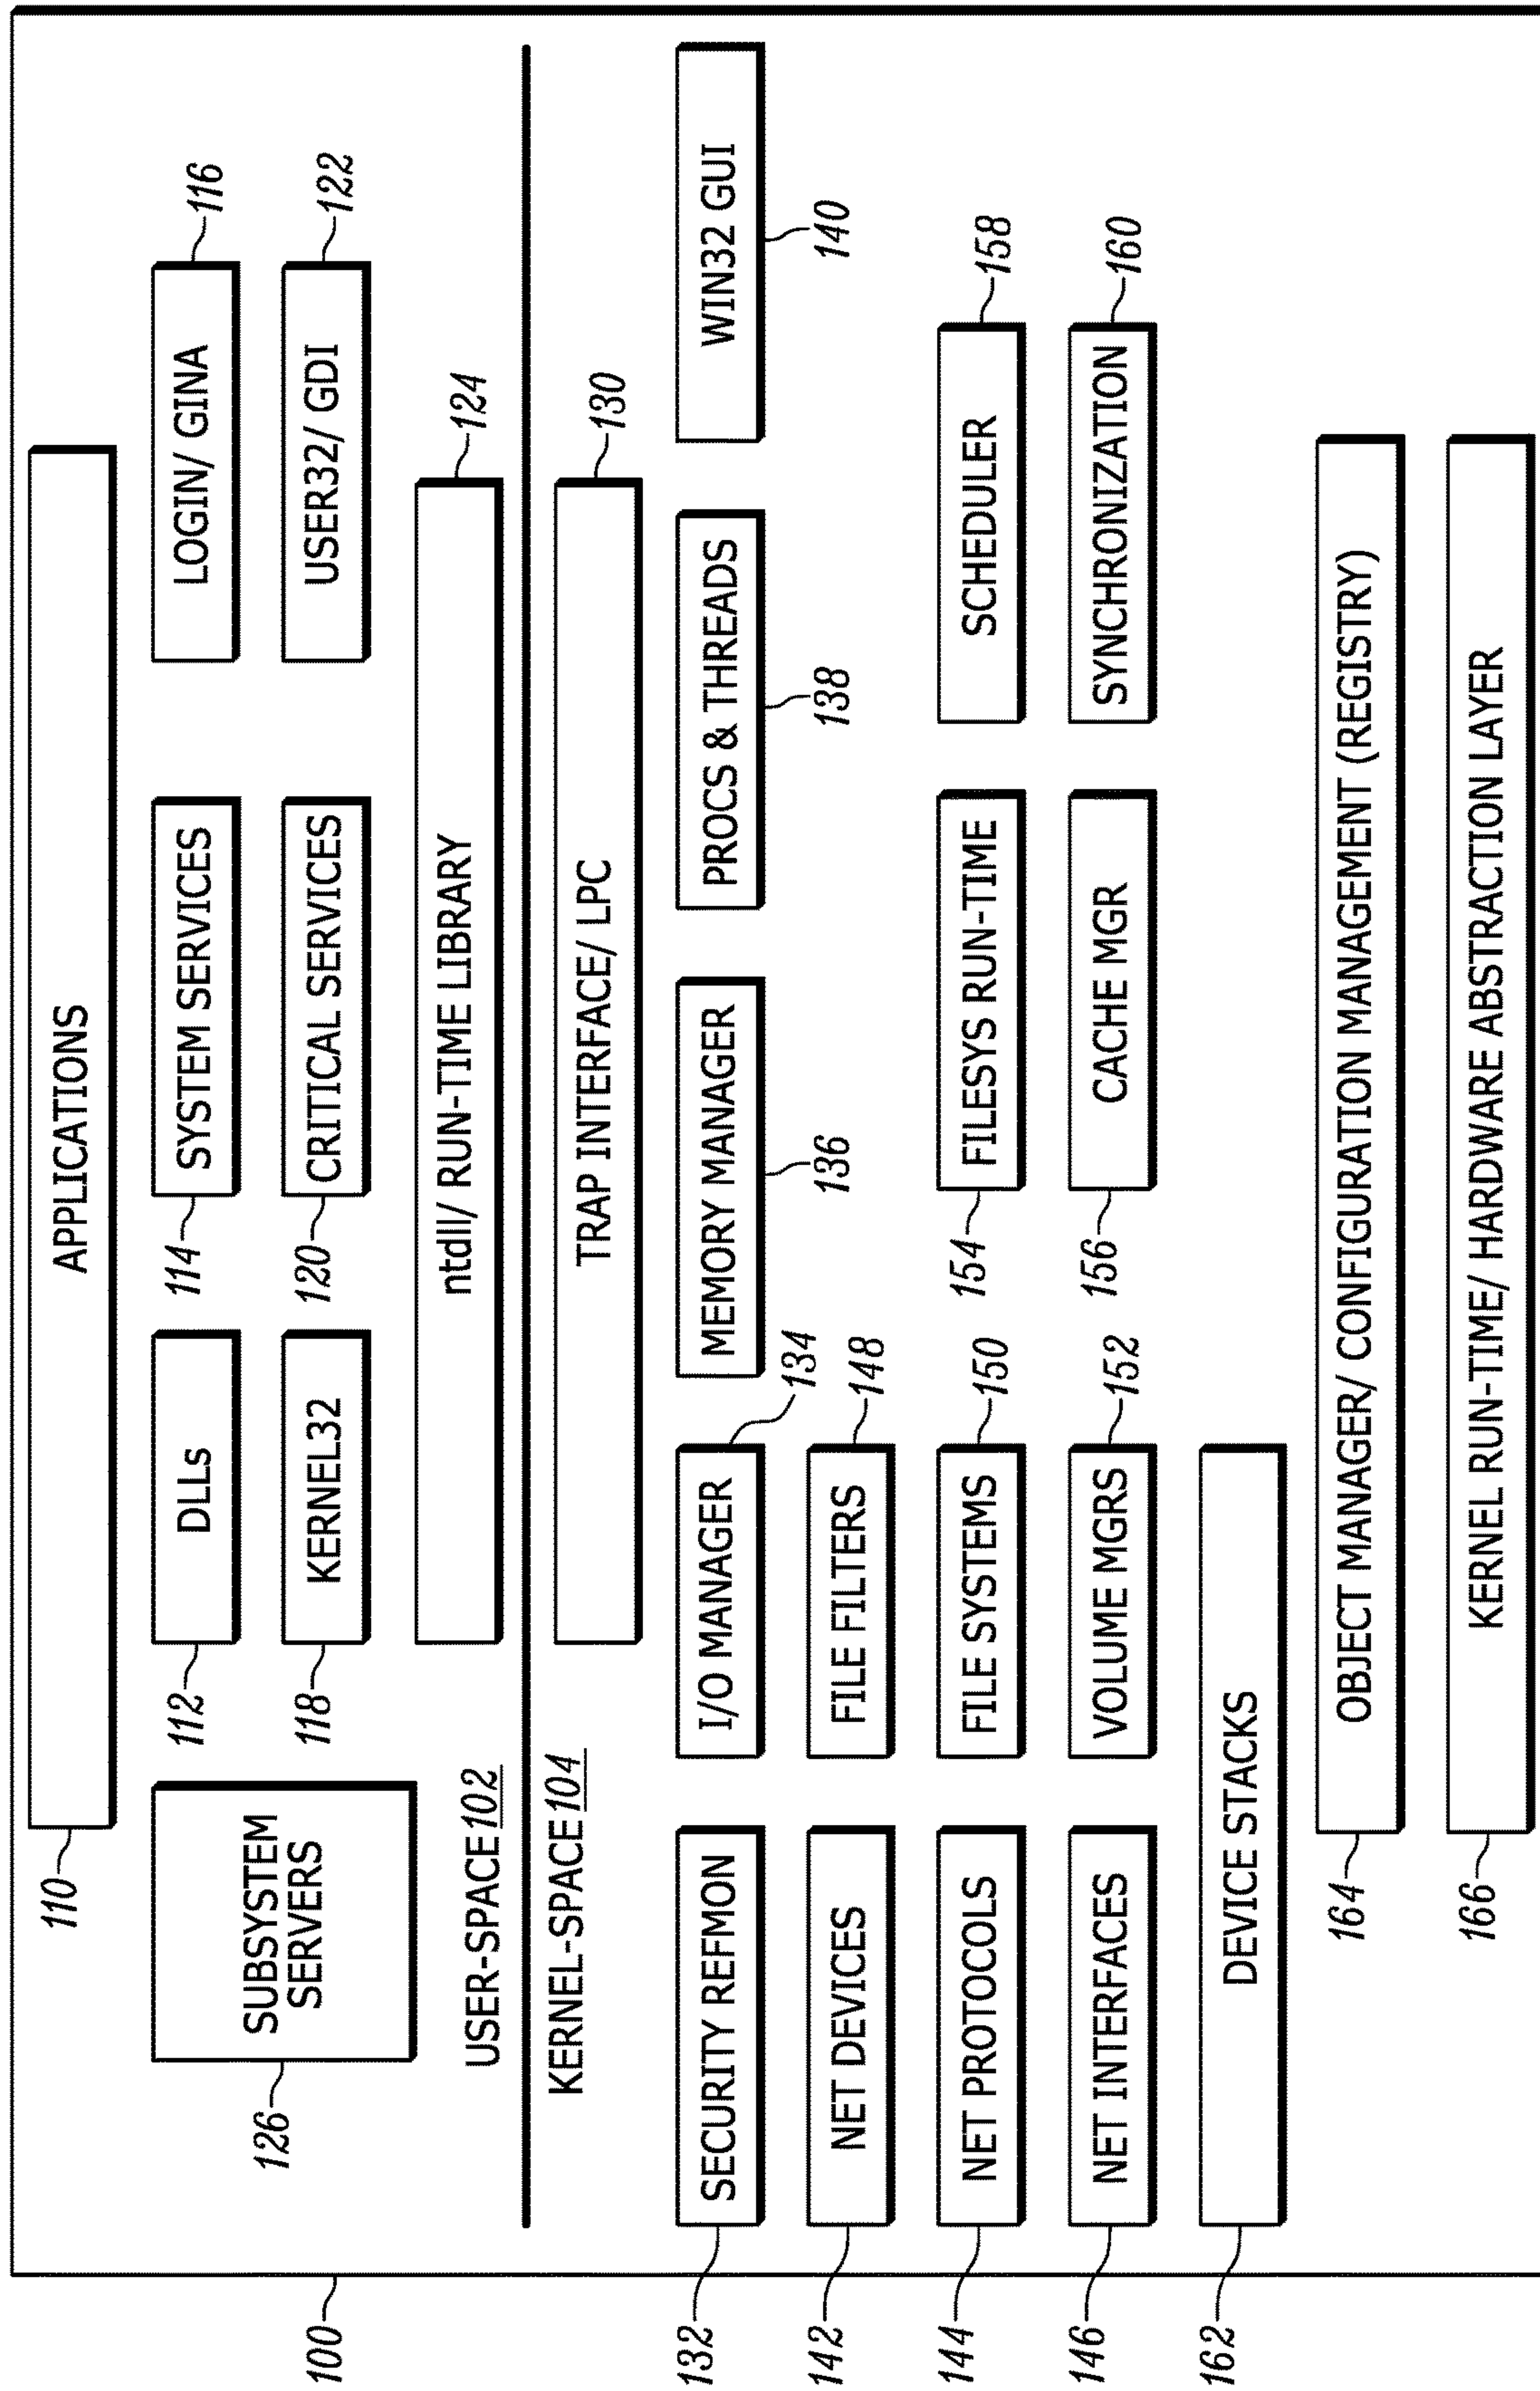 110
APPLICATIONS
126
SUBSYSTEM
SERVERS
112
DLLs
114
SYSTEM SERVICES
LOGIN/ GINA
116
118
KERNEL32
120
CRITICAL SERVICES
USER32/ GDI
122
100
ntdll/ RUN-TIME LIBRARY
124
USER-SPACE 102
KERNEL-SPACE 104
TRAP INTERFACE/ LPC
130
132
SECURITY REFMON
I/O MANAGER
134
MEMORY MANAGER
136
PROCS & THREADS
138
WIN32 GUI
140
142
NET DEVICES
FILE FILTERS
148
144
NET PROTOCOLS
FILE SYSTEMS
150
154
FILESYS RUN-TIME
SCHEDULER
158
146
NET INTERFACES
VOLUME MGRS
152
156
CACHE MGR
SYNCHRONIZATION
160
162
DEVICE STACKS
164
OBJECT MANAGER/ CONFIGURATION MANAGEMENT (REGISTRY)
166
KERNEL RUN-TIME/ HARDWARE ABSTRACTION LAYER